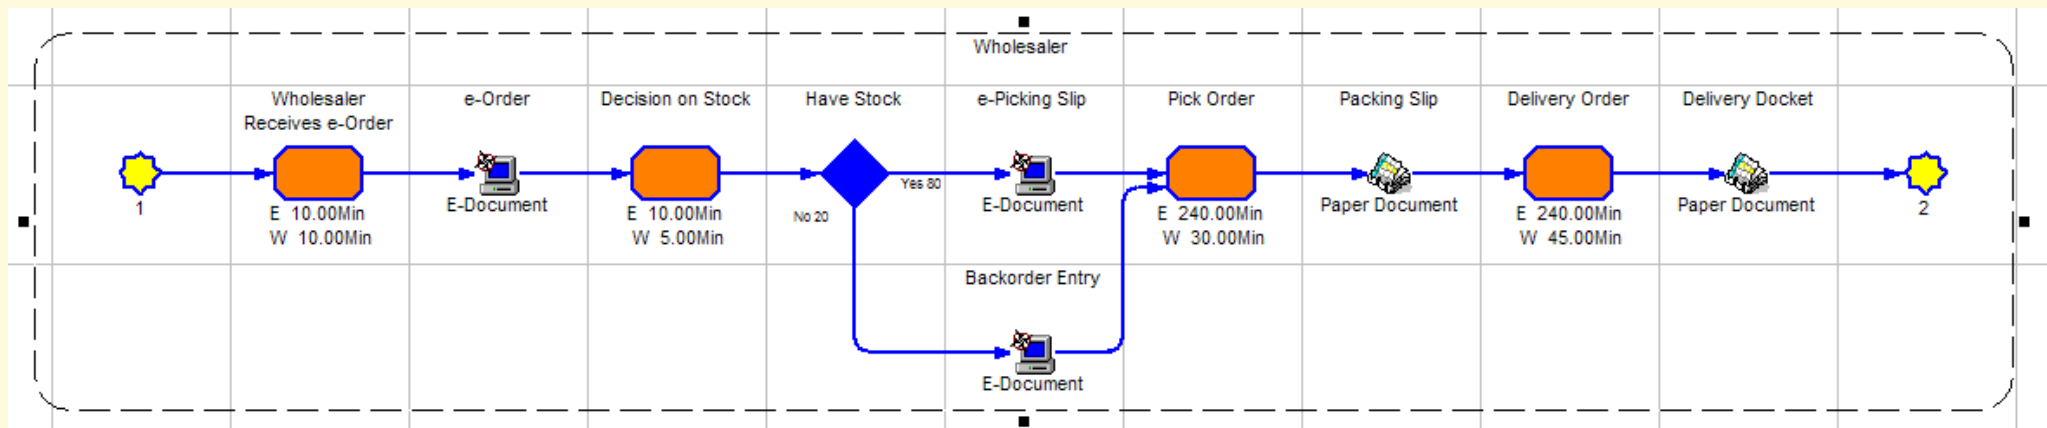 Wholesaler
Wholesaler
Receives e-Order
e-Order
Decision on Stock
Have Stock
e-Picking Slip
Pick Order
Packing Slip
Delivery Order
Delivery Docket
1
E 10.00Min
W 10.00Min
E-Document
E 10.00Min
W 5.00Min
Yes 80
No 20
E-Document
E 240.00Min
W 30.00Min
Paper Document
E 240.00Min
W 45.00Min
Paper Document
2
Backorder Entry
E-Document